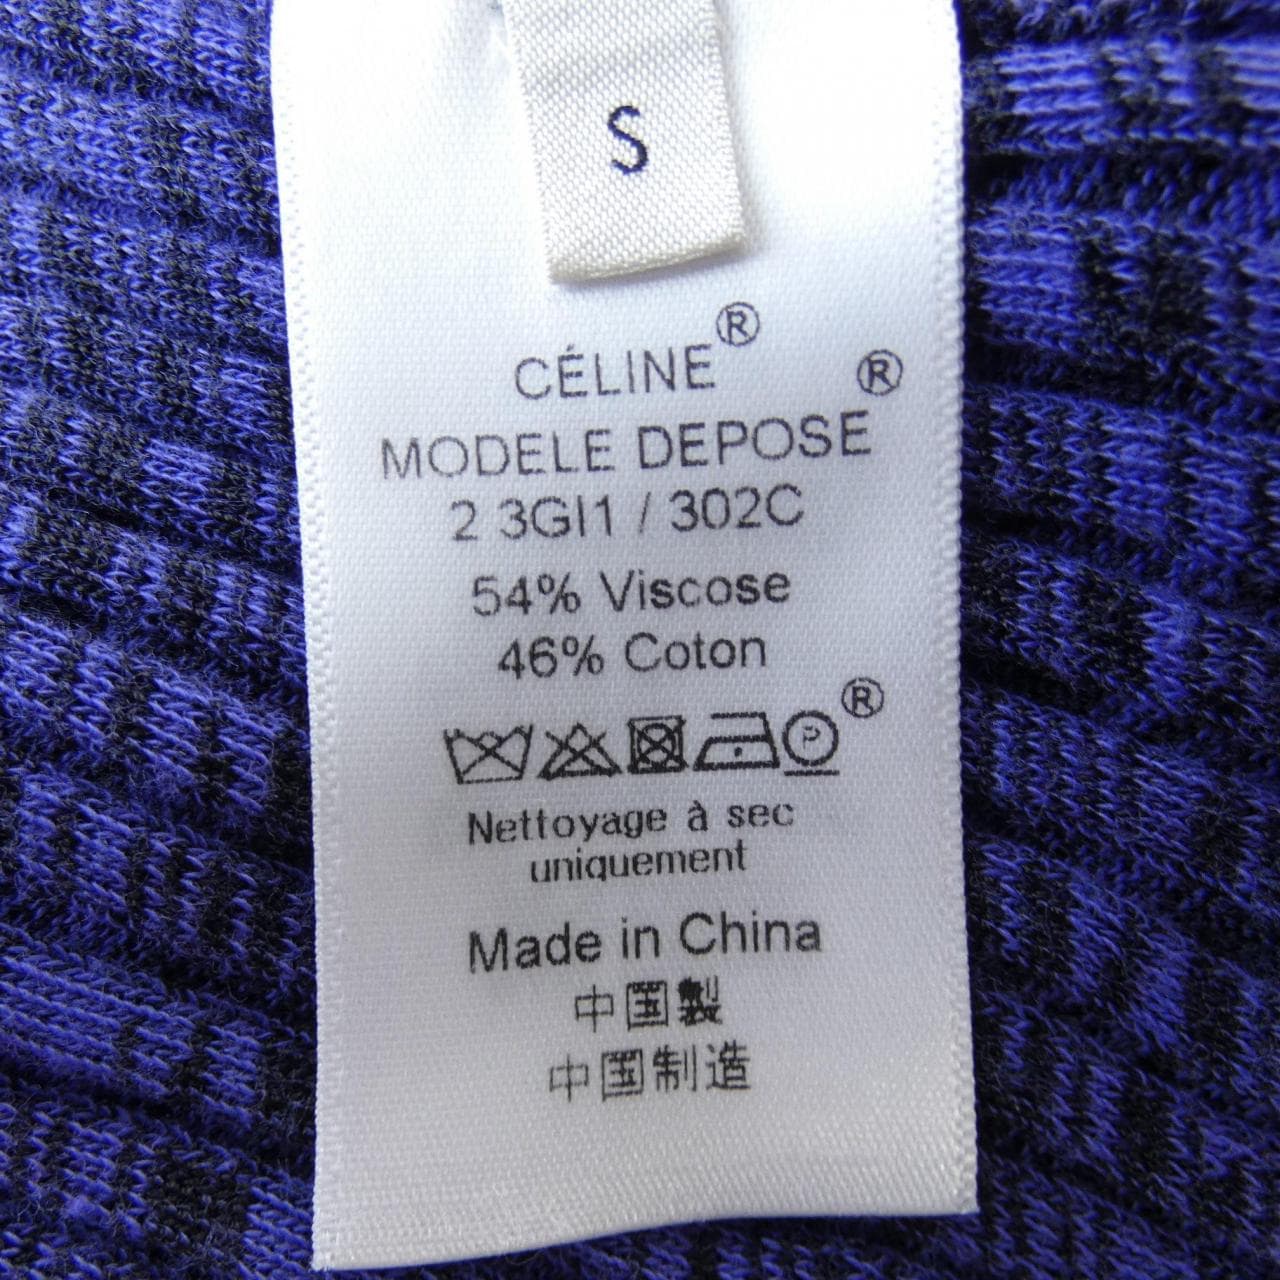 S
CÉLINE®
MODELE DEPOSE®
2 3GI1 / 302C
54% Viscose
46% Coton
P ®
Nettoyage à sec
uniquement
Made in China
中国製
中国制造